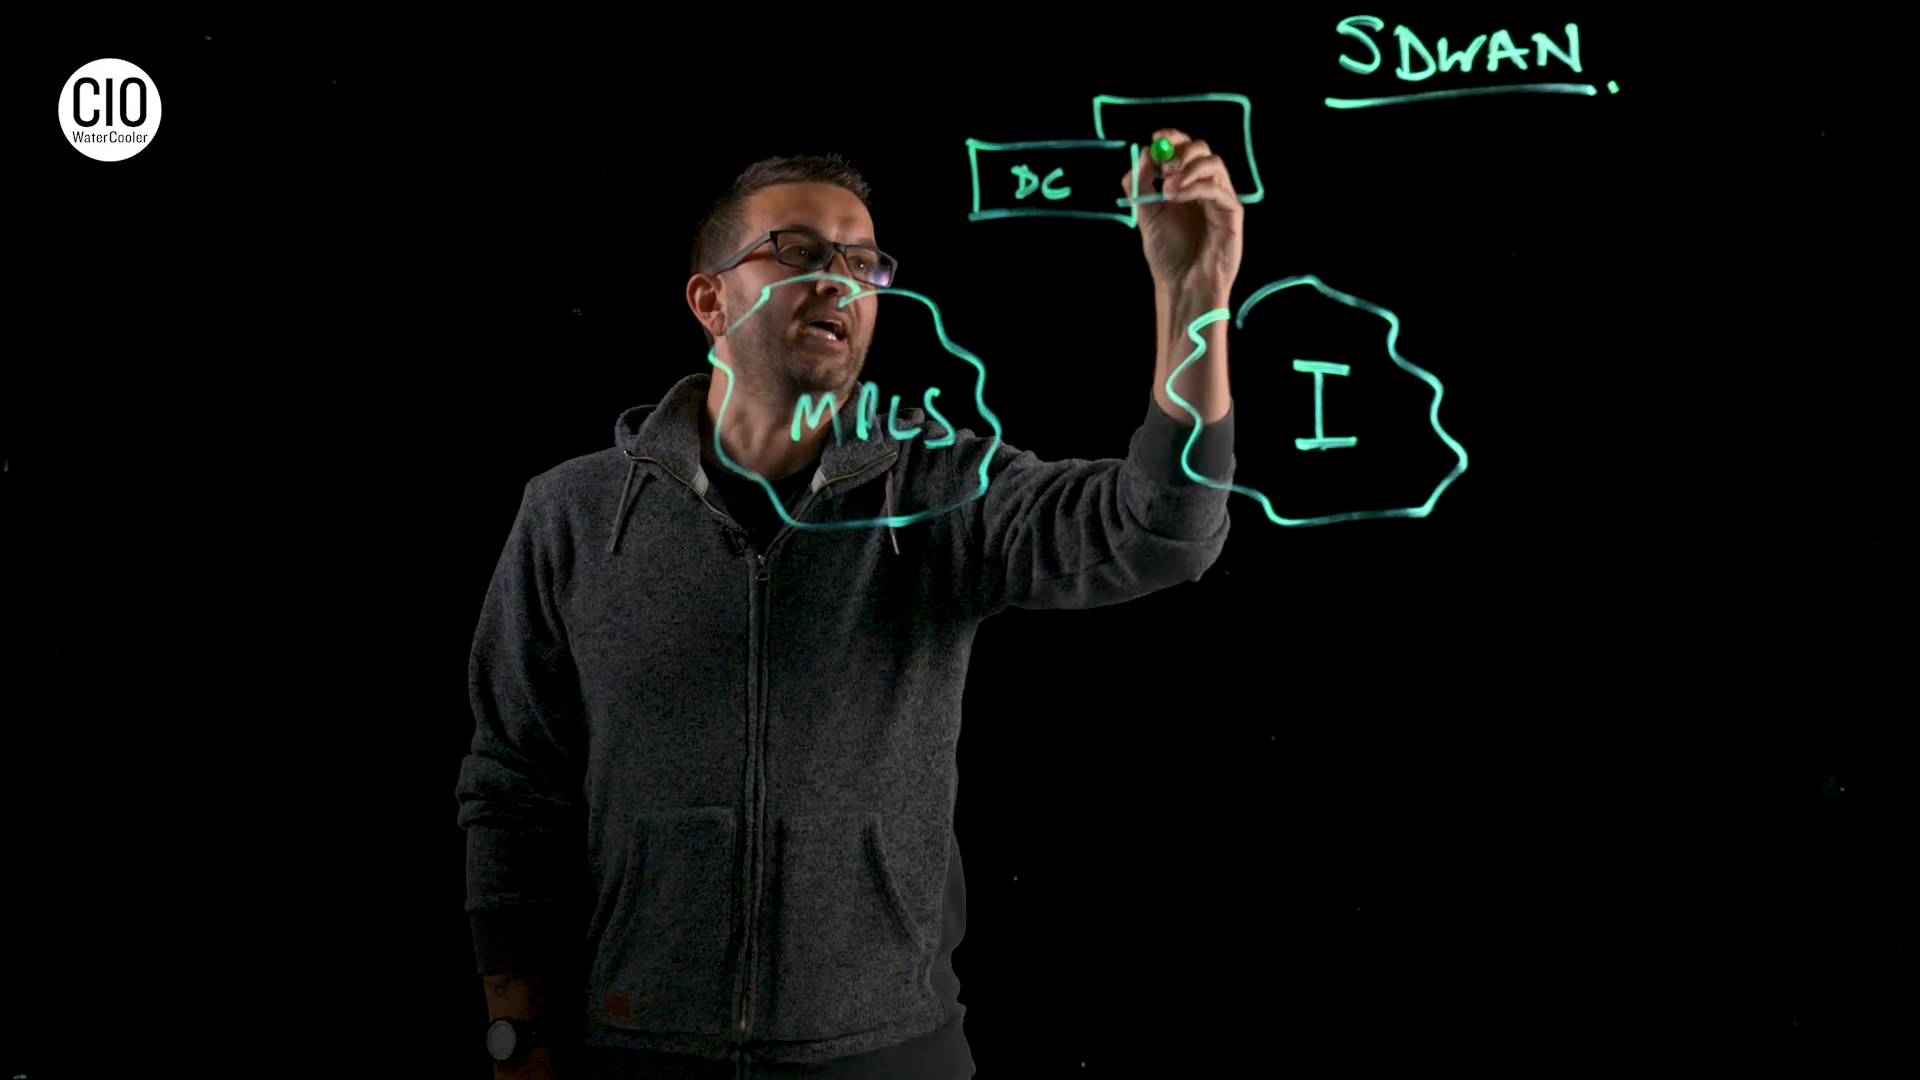 CIO
WaterCooler
SDWAN.
DC
MPLS
I